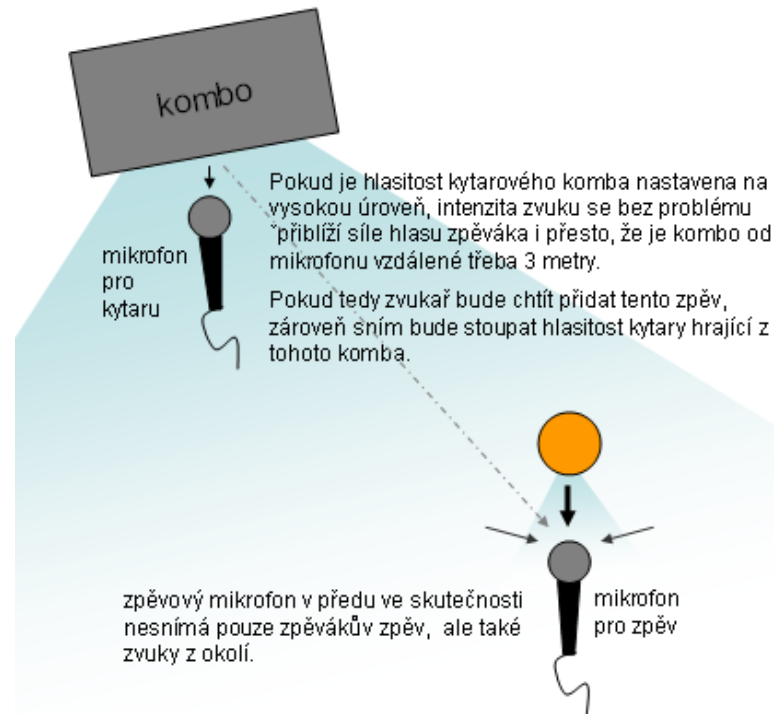 kombo
Pokud je hlasitost kytarového komba nastavena na
vysokou úroveň, intenzita zvuku se bez problému
ˇpřiblíží síle hlasu zpěváka i přesto, že je kombo od
mikrofonu vzdálené třeba 3 metry.
Pokud tedy zvukař bude chtít přidat tento zpěv,
zároveň sním bude stoupat hlasitost kytary hrající z
tohoto komba.
mikrofon
pro
kytaru
zpěvový mikrofon v předu ve skutečnosti
nesnímá pouze zpěvákův zpěv, ale také
zvuky z okolí.
mikrofon
pro zpěv